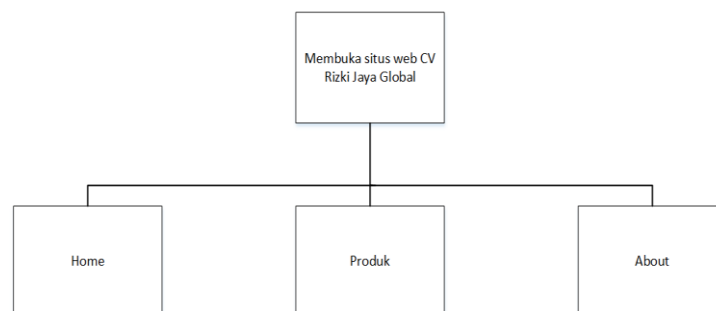 Membuka situs web CV
Rizki Jaya Global
Home
Produk
About